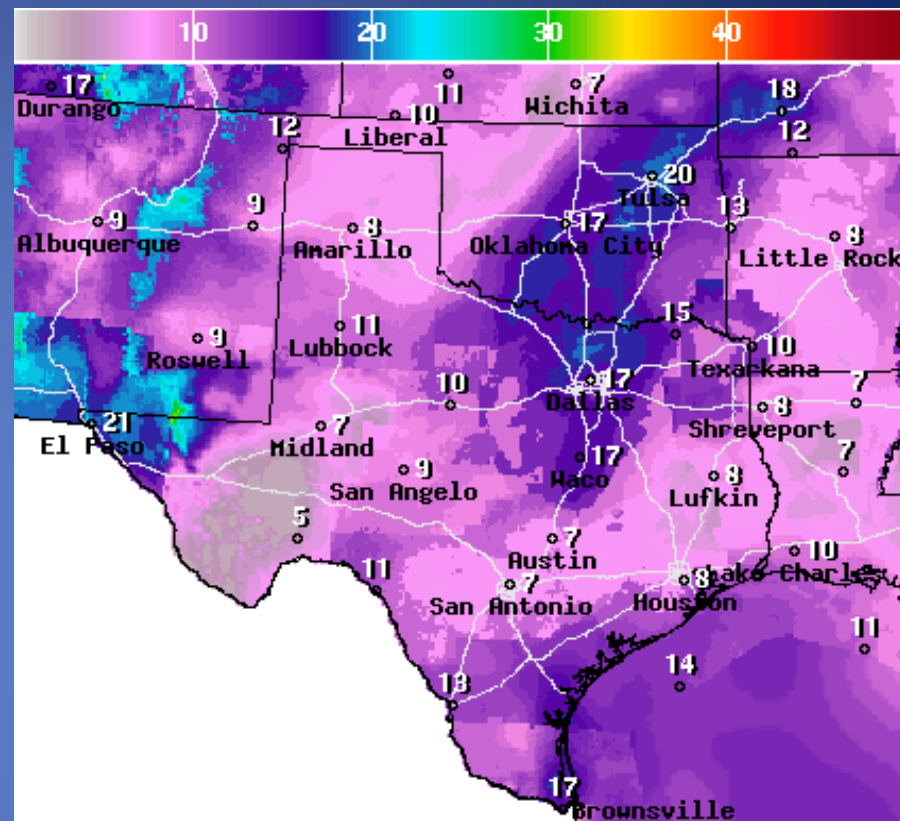 10 20 30 40
17
Durango
11
7
Wichita
18
10
Liberal
12
12
20
Tulsa
9
Albuquerque
9
8
Amarillo
17
Oklahoma City
13
8
Little Rock
9
Roswell
11
Lubbock
15
10
Texarkana
21
El Paso
7
Midland
10
17
Dallas
8
Shreveport
7
9
San Angelo
17
Waco
8
Lufkin
7
5
7
Austin
10
Lake Charles
11
7
San Antonio
8
Houston
11
14
13
17
Brownsville